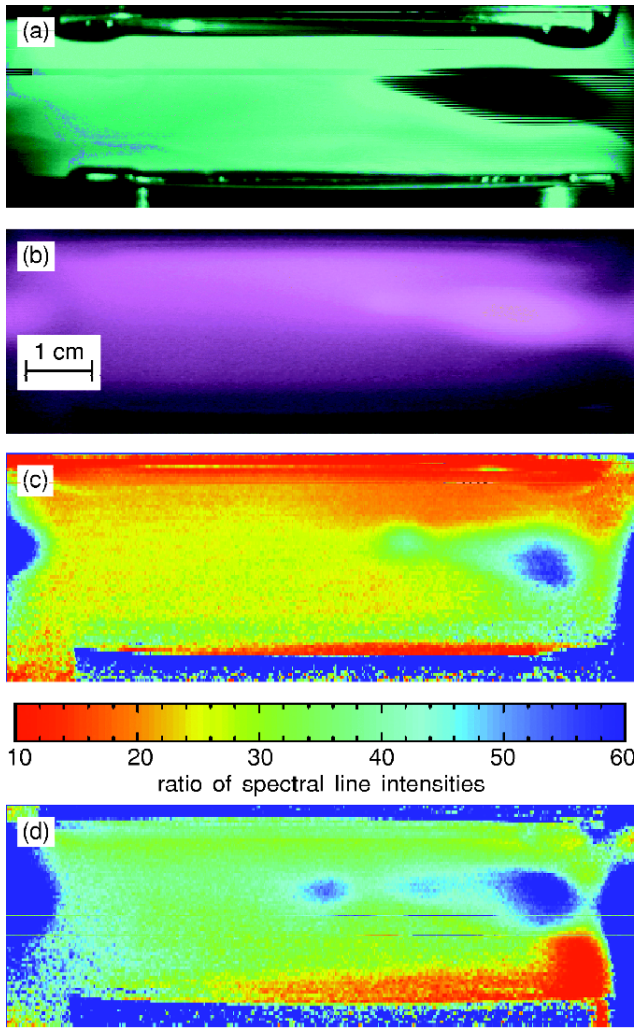 (a)
(b)
1 cm
(c)
10 20 30 40 50 60
ratio of spectral line intensities
(d)